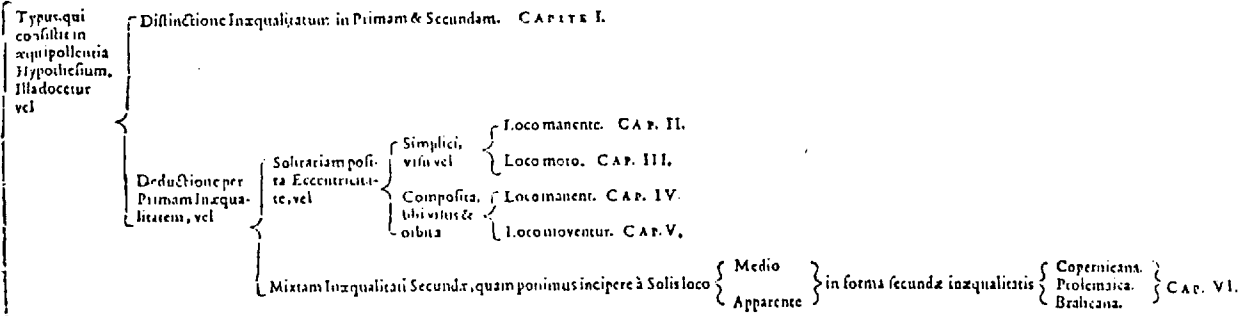 Typus, qui
consistit in
æquipollentia
Hypothesium,
Illa docetur
vel
Distinctione Inæqualitatum in Primam & Secundam. CAPITE I.
Deductione per
Primam Inæqua-
litatem, vel
Solitariam posi-
ta Eccentricita-
te, vel
Simplici,
visu vel
Loco manente. CAP. II.
Loco moto. CAP. III.
Composita,
ubi visus &
orbita
Loco manent. CAP. IV.
Loco moventur. CAP. V.
Mixtam Inæqualitati Secundæ, quam ponimus incipere à Solis loco
Medio
Apparente
in forma secundæ inæqualitatis
Copernicana.
Ptolemaica.
Braheana.
CAP. VI.